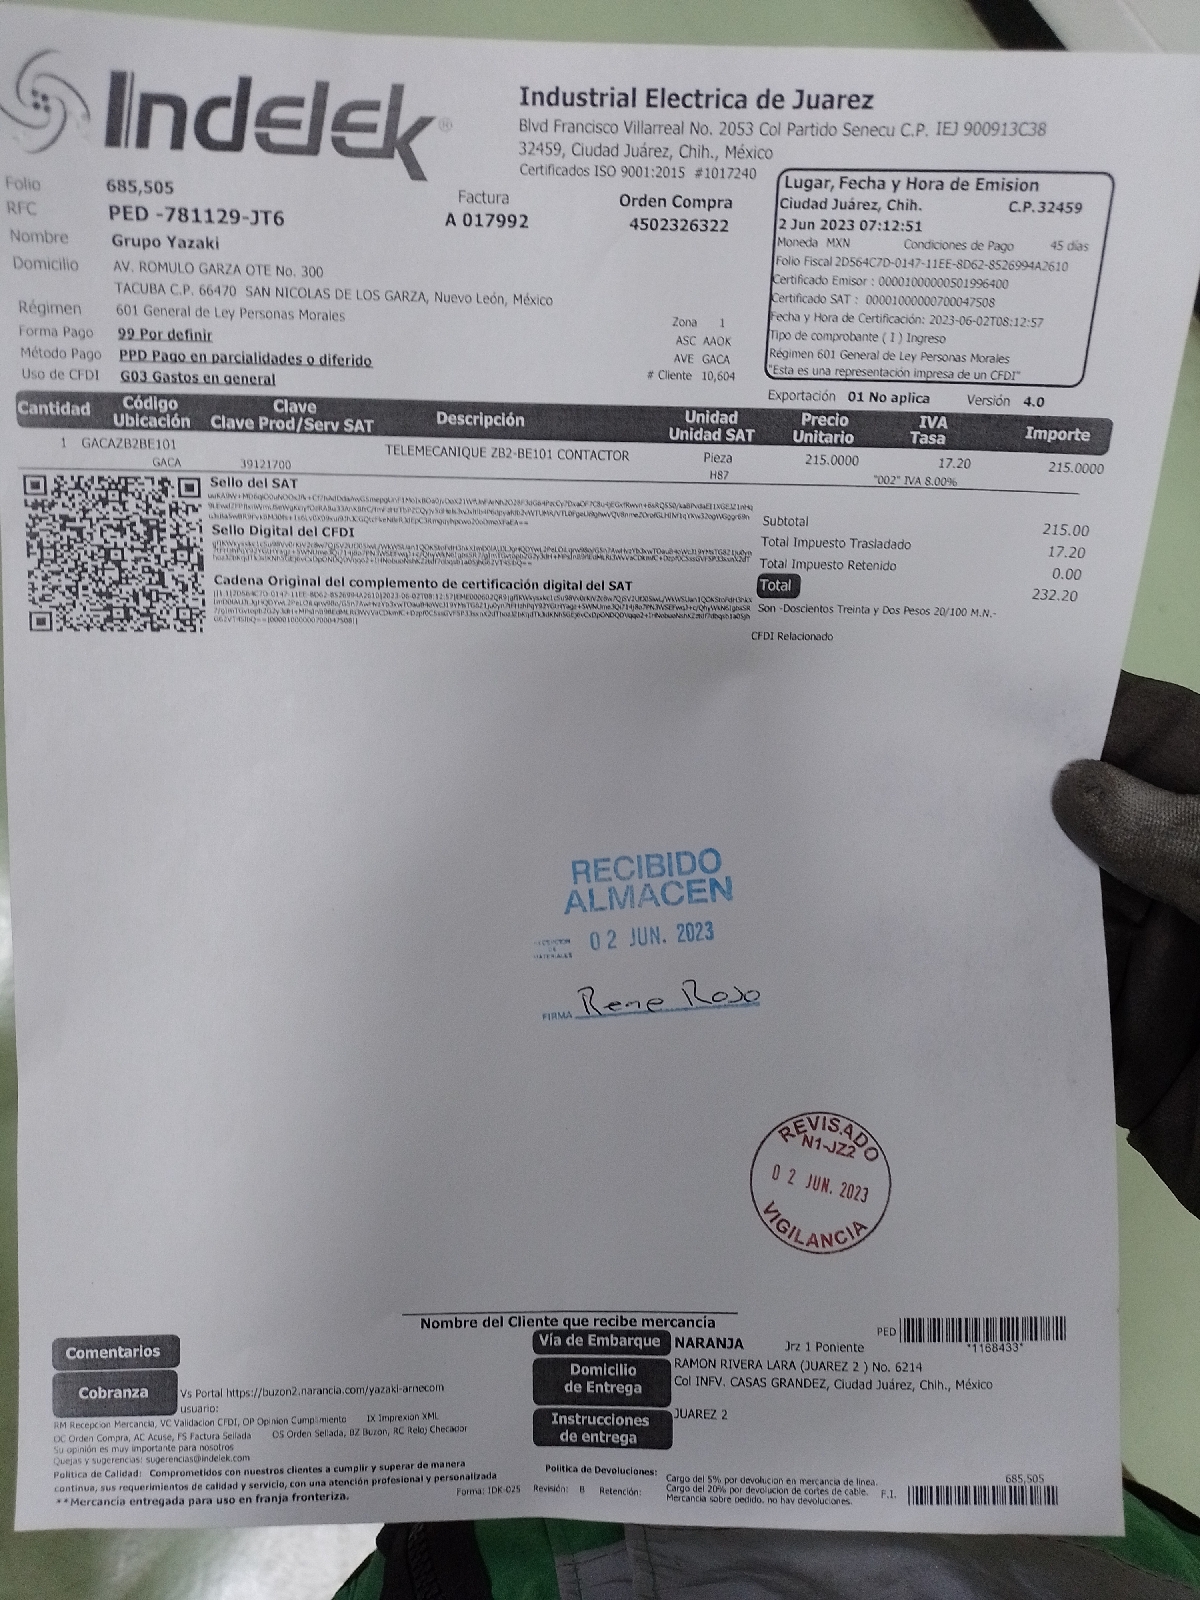 Indelek®
Industrial Electrica de Juarez
Blvd Francisco Villarreal No. 2053 Col Partido Senecu C.P. IEJ 900913C38
32459, Ciudad Juárez, Chih., México
Certificados ISO 9001:2015 #1017240
Folio 685,505
RFC PED -781129-JT6
Factura
A 017992
Orden Compra
4502326322
Nombre Grupo Yazaki
Domicilio AV. ROMULO GARZA OTE No. 300
TACUBA C.P. 66470 SAN NICOLAS DE LOS GARZA, Nuevo León, México
Régimen 601 General de Ley Personas Morales
Forma Pago 99 Por definir
Método Pago PPD Pago en parcialidades o diferido
Uso de CFDI G03 Gastos en general
Zona 1
ASC AAOK
AVE GACA
# Cliente 10,604
Lugar, Fecha y Hora de Emision
Ciudad Juárez, Chih. C.P.32459
2 Jun 2023 07:12:51
Moneda MXN Condiciones de Pago 45 dias
Folio Fiscal 2D564C7D-0147-11EE-8D62-8526994A2610
Certificado Emisor : 00001000000501996400
Certificado SAT : 00001000000700047508
Fecha y Hora de Certificación: 2023-06-02T08:12:57
Tipo de comprobante ( I ) Ingreso
Régimen 601 General de Ley Personas Morales
"Esta es una representación impresa de un CFDI"
Exportación 01 No aplica Versión 4.0
Cantidad Código Ubicación Clave Clave Prod/Serv SAT Descripción Unidad Unidad SAT Precio Unitario IVA Tasa Importe
1 GACAZB2BE101 TELEMECANIQUE ZB2-BE101 CONTACTOR Pieza 215.0000 17.20 215.0000
GACA 39121700 H87 "002" IVA 8.00%
Sello del SAT
Sello Digital del CFDI
Cadena Original del complemento de certificación digital del SAT
Subtotal 215.00
Total Impuesto Trasladado 17.20
Total Impuesto Retenido 0.00
Total 232.20
Son -Doscientos Treinta y Dos Pesos 20/100 M.N.-
CFDI Relacionado
RECIBIDO
ALMACEN
02 JUN. 2023
FIRMA Rene Rojo
REVISADO
N1-JZ2
02 JUN. 2023
VIGILANCIA
Nombre del Cliente que recibe mercancia
Comentarios
Vía de Embarque NARANJA Jrz 1 Poniente
PED *1168433*
Domicilio de Entrega RAMON RIVERA LARA (JUAREZ 2 ) No. 6214
Col INFV. CASAS GRANDEZ, Ciudad Juárez, Chih., México
Instrucciones de entrega JUAREZ 2
Cobranza Vs Portal https://buzon2.narancia.com/yazaki-arnecom
usuario:
RM Recepcion Mercancia, VC Validacion CFDI, OP Opinion Cumplimiento IX Impresion XML
OC Orden Compra, AC Acuse, FS Factura Sellada OS Orden Sellada, BZ Buzon, RC Reloj Checador
Su opinión es muy importante para nosotros
Quejas y sugerencias: sugerencias@indelek.com
Politica de Calidad: Comprometidos con nuestros clientes a cumplir y superar de manera
continua, sus requerimientos de calidad y servicio, con una atención profesional y personalizada
**Mercancia entregada para uso en franja fronteriza.
Forma: IDK-025 Revisión: B Retención:
Politica de Devoluciones:
Cargo del 5% por devolucion en mercancia de linea.
Cargo del 20% por devolucion de cortes de cable.
Mercancia sobre pedido, no hay devoluciones.
685,505
F.I.